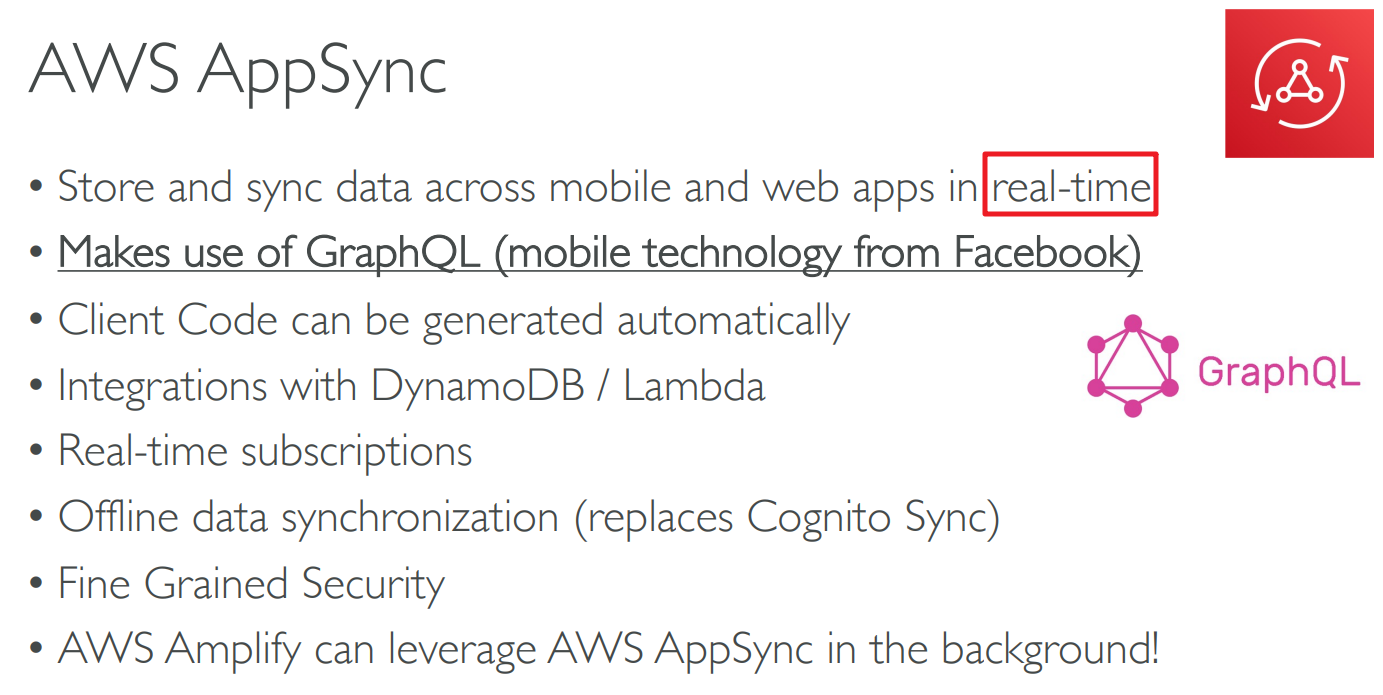 AWS AppSync
• Store and sync data across mobile and web apps in real-time
• Makes use of GraphQL (mobile technology from Facebook)
• Client Code can be generated automatically
• Integrations with DynamoDB / Lambda
GraphQL
• Real-time subscriptions
• Offline data synchronization (replaces Cognito Sync)
• Fine Grained Security
• AWS Amplify can leverage AWS AppSync in the background!